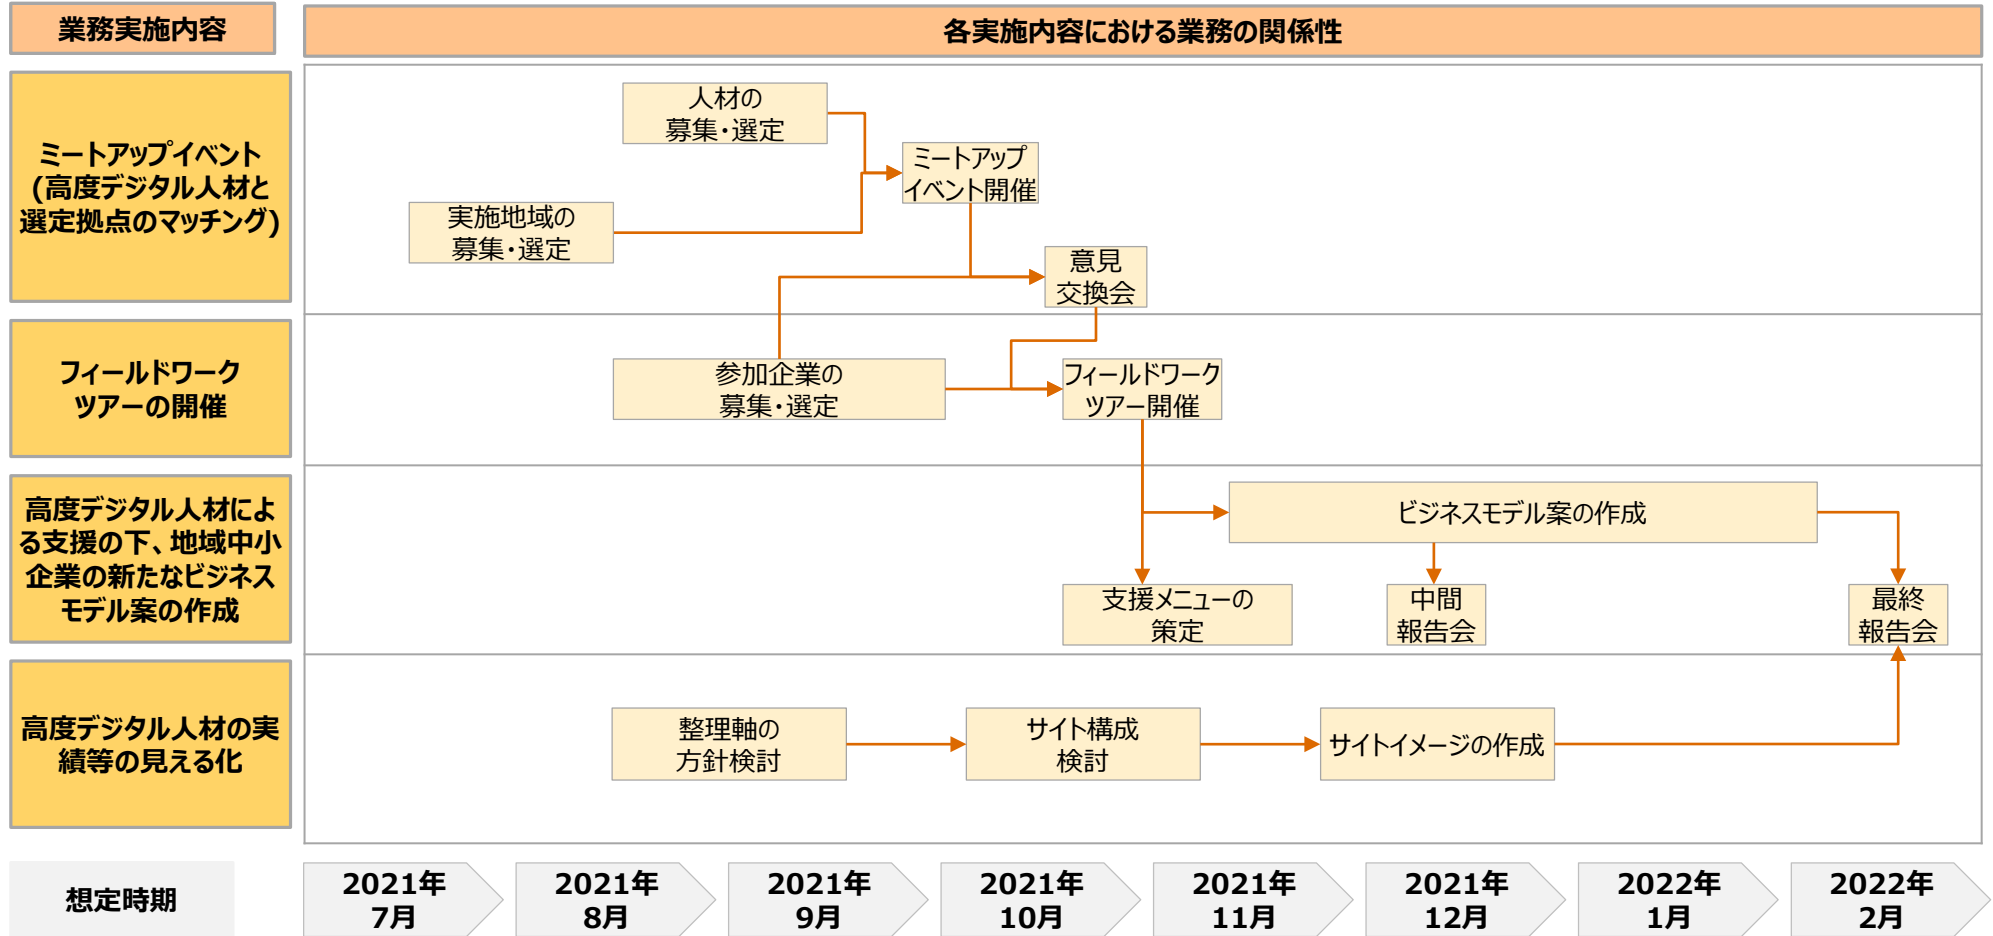 業務実施内容
各実施内容における業務の関係性
ミートアップイベント
(高度デジタル人材と
選定拠点のマッチング)
人材の
募集・選定
ミートアップ
イベント開催
実施地域の
募集・選定
意見
交換会
フィールドワーク
ツアーの開催
参加企業の
募集・選定
フィールドワーク
ツアー開催
高度デジタル人材によ
る支援の下、地域中小
企業の新たなビジネス
モデル案の作成
ビジネスモデル案の作成
支援メニューの
策定
中間
報告会
最終
報告会
高度デジタル人材の実
績等の見える化
整理軸の
方針検討
サイト構成
検討
サイトイメージの作成
想定時期
2021年
7月
2021年
8月
2021年
9月
2021年
10月
2021年
11月
2021年
12月
2022年
1月
2022年
2月